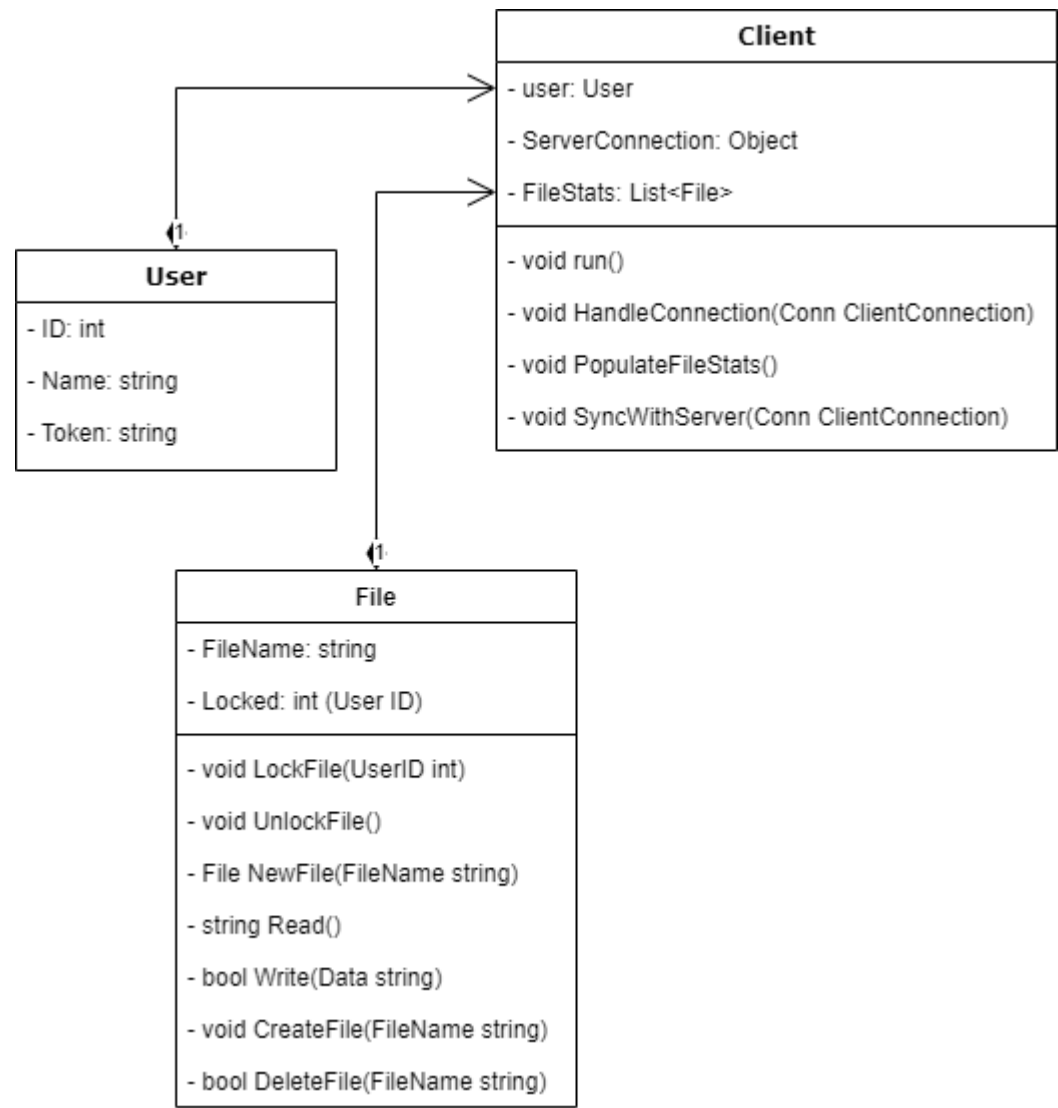 Client
- user: User
- ServerConnection: Object
- FileStats: List<File>
- void run()
- void HandleConnection(Conn ClientConnection)
- void PopulateFileStats()
- void SyncWithServer(Conn ClientConnection)
1
User
- ID: int
- Name: string
- Token: string
1
File
- FileName: string
- Locked: int (User ID)
- void LockFile(UserID int)
- void UnlockFile()
- File NewFile(FileName string)
- string Read()
- bool Write(Data string)
- void CreateFile(FileName string)
- bool DeleteFile(FileName string)